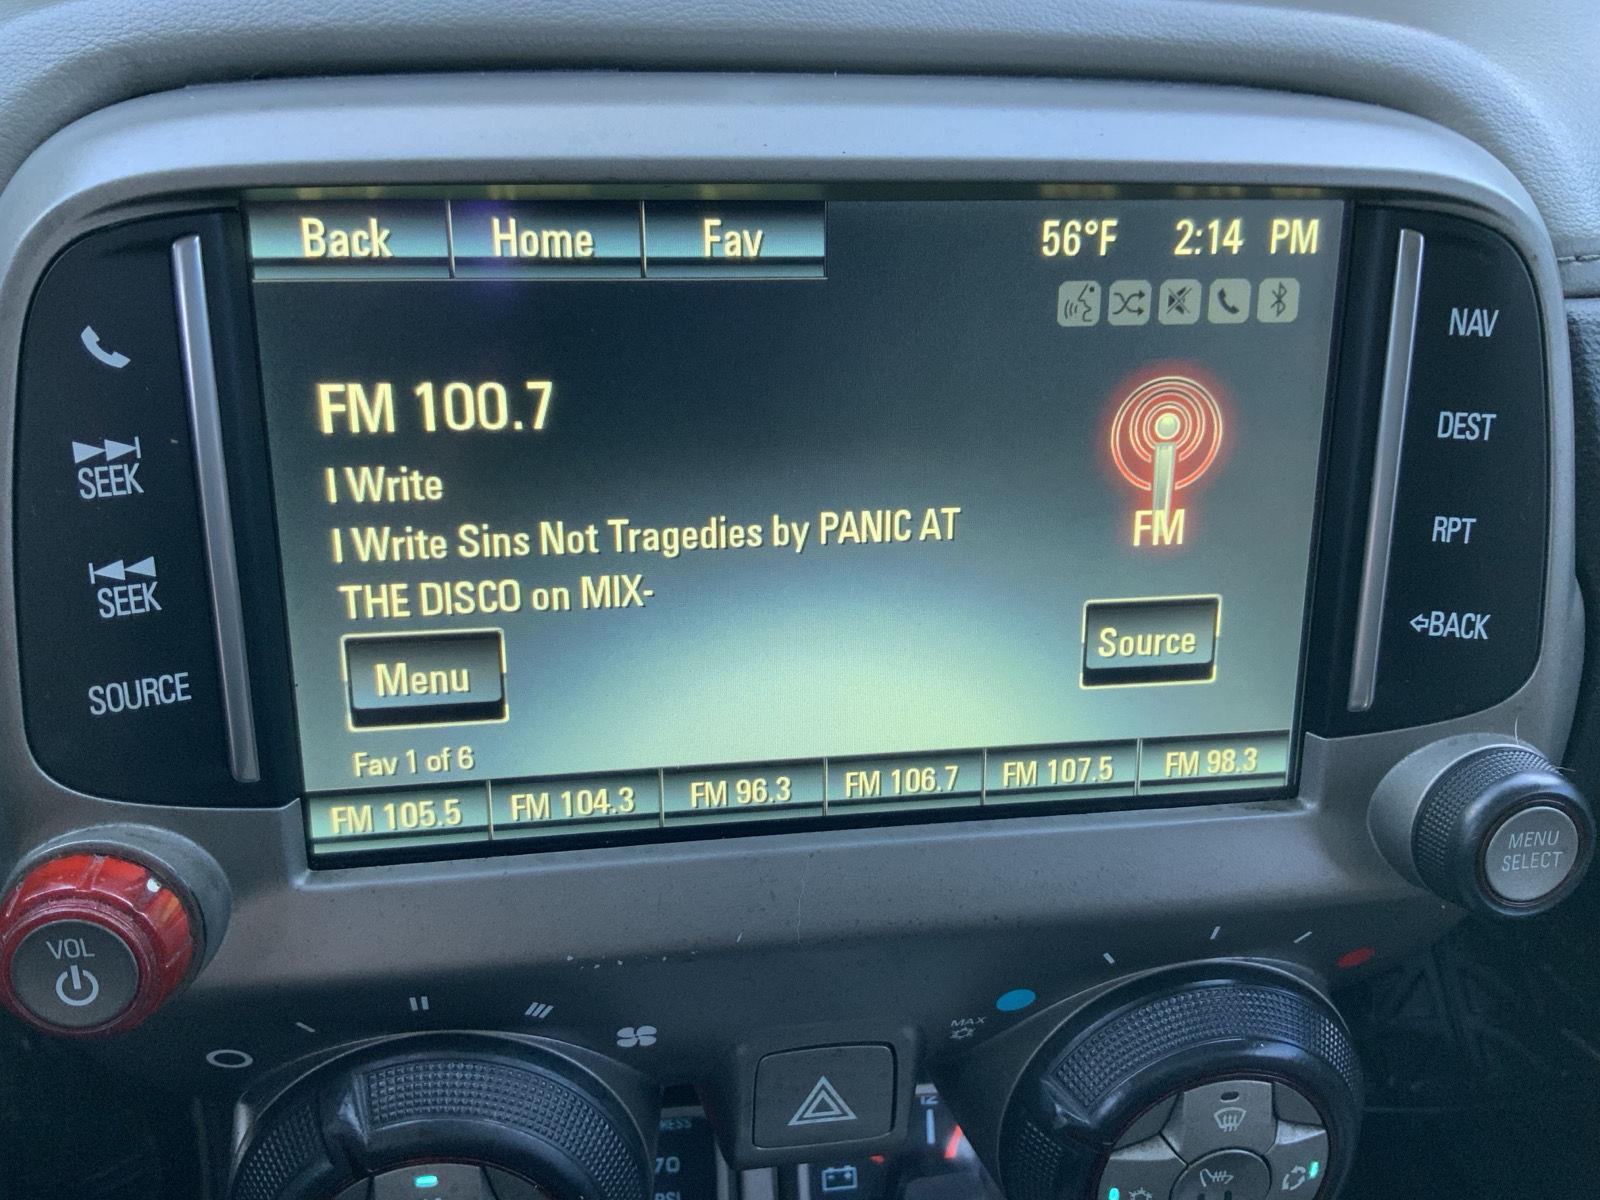 Back Home Fav 56°F 2:14 PM
FM 100.7
I Write
I Write Sins Not Tragedies by PANIC AT
THE DISCO on MIX-
FM
Menu
Source
Fav 1 of 6
FM 105.5 FM 104.3 FM 96.3 FM 106.7 FM 107.5 FM 98.3
SEEK
SEEK
SOURCE
NAV
DEST
RPT
BACK
VOL
MENU
SELECT
MAX
12
70